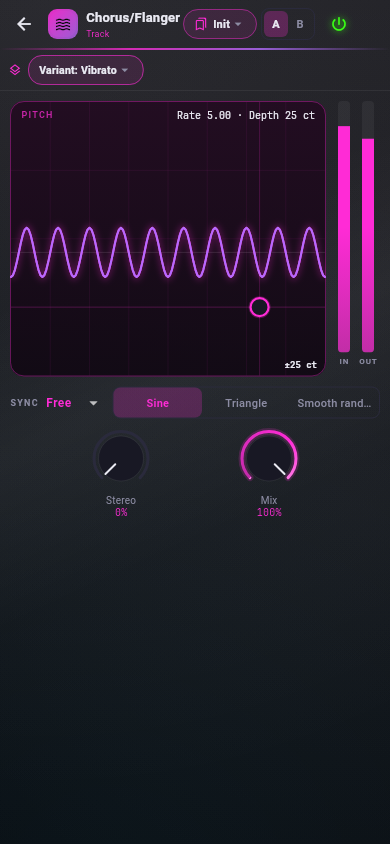 Chorus/Flanger
Track
Init
A
B
Variant: Vibrato
PITCH
Rate 5.00 · Depth 25 ct
±25 ct
IN
OUT
SYNC
Free
Sine
Triangle
Smooth rand…
Stereo
0%
Mix
100%